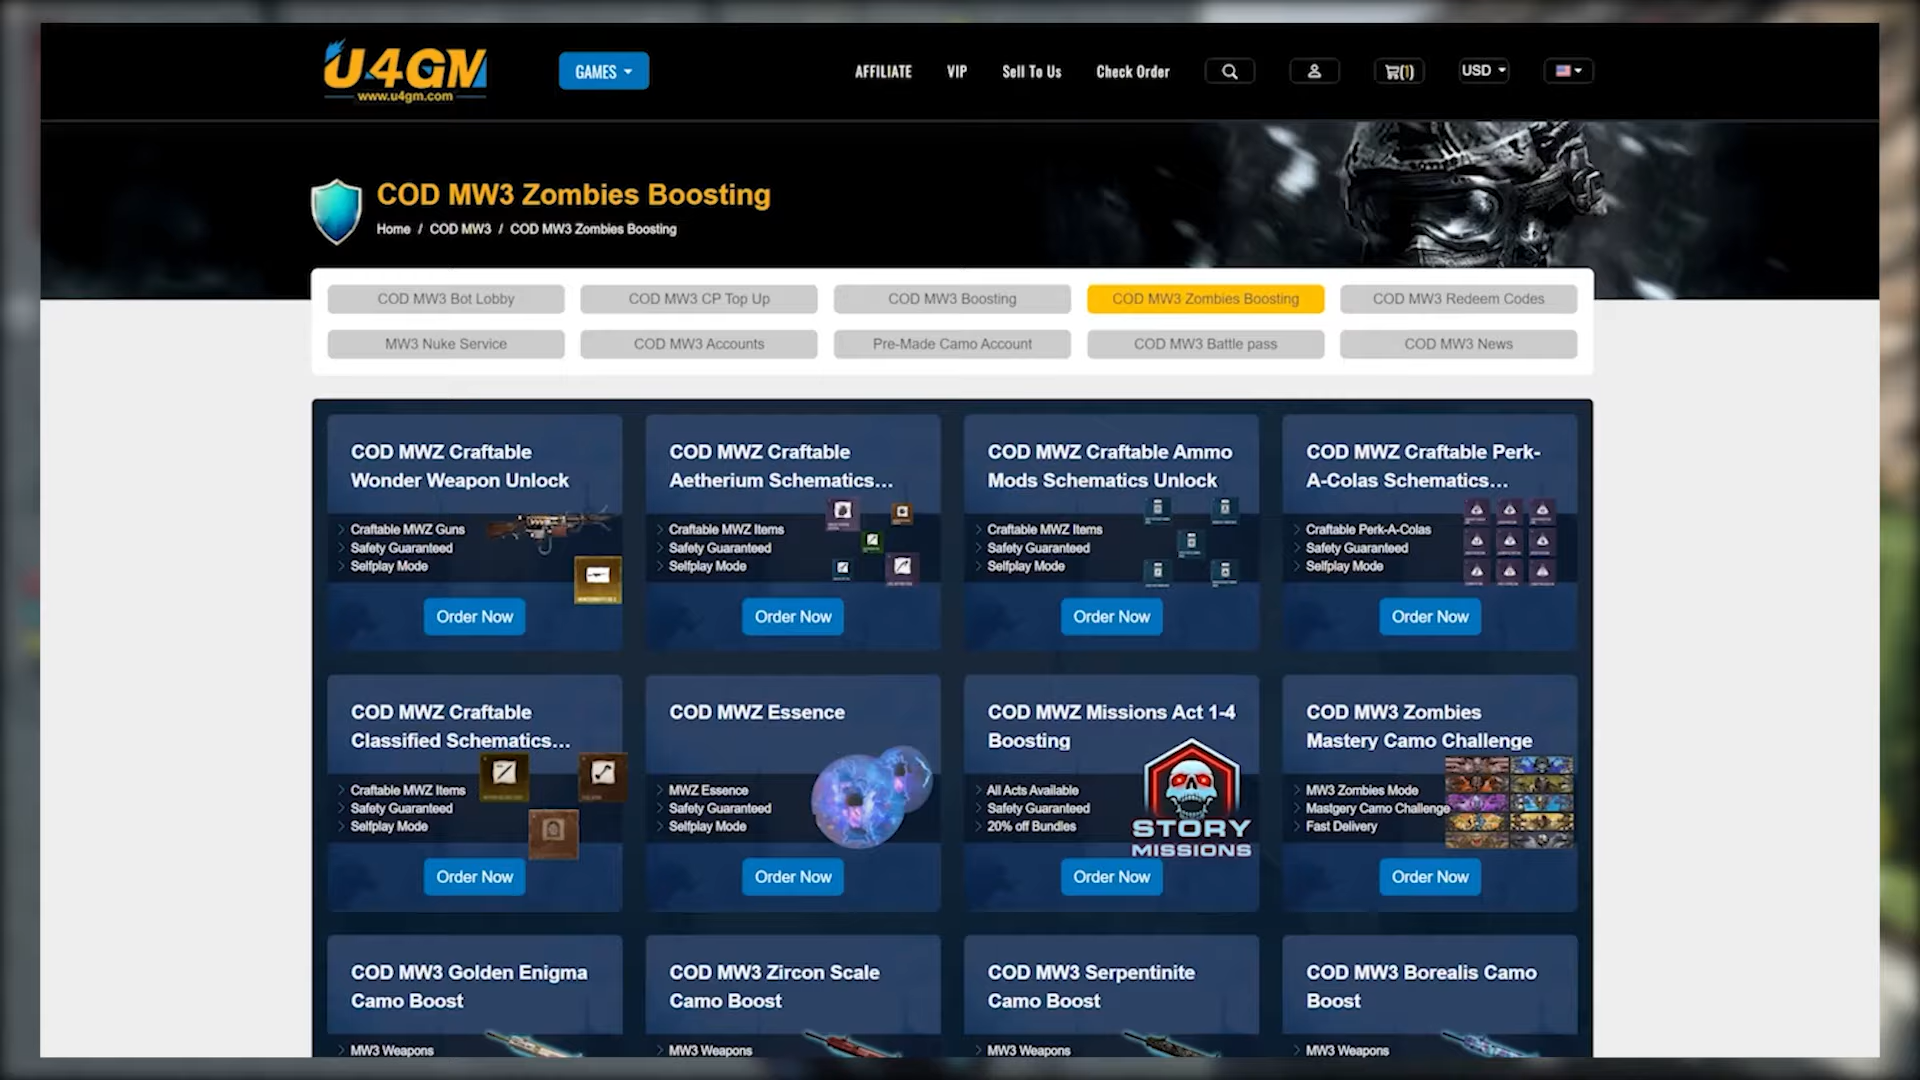 U4GM
www.u4gm.com
GAMES
AFFILIATE
VIP
Sell To Us
Check Order
(1)
USD
COD MW3 Zombies Boosting
Home / COD MW3 / COD MW3 Zombies Boosting
COD MW3 Bot Lobby
COD MW3 CP Top Up
COD MW3 Boosting
COD MW3 Zombies Boosting
COD MW3 Redeem Codes
MW3 Nuke Service
COD MW3 Accounts
Pre-Made Camo Account
COD MW3 Battle pass
COD MW3 News
COD MWZ Craftable
Wonder Weapon Unlock
Craftable MWZ Guns
Safety Guaranteed
Selfplay Mode
Order Now
COD MWZ Craftable
Aetherium Schematics...
Craftable MWZ Items
Safety Guaranteed
Selfplay Mode
Order Now
COD MWZ Craftable Ammo
Mods Schematics Unlock
Craftable MWZ Items
Safety Guaranteed
Selfplay Mode
Order Now
COD MWZ Craftable Perk-
A-Colas Schematics...
Craftable Perk-A-Colas
Safety Guaranteed
Selfplay Mode
Order Now
COD MWZ Craftable
Classified Schematics...
Craftable MWZ Items
Safety Guaranteed
Selfplay Mode
Order Now
COD MWZ Essence
MWZ Essence
Safety Guaranteed
Selfplay Mode
Order Now
COD MWZ Missions Act 1-4
Boosting
All Acts Available
Safety Guaranteed
20% off Bundles
STORY
MISSIONS
Order Now
COD MW3 Zombies
Mastery Camo Challenge
MW3 Zombies Mode
Mastgery Camo Challenge
Fast Delivery
Order Now
COD MW3 Golden Enigma
Camo Boost
MW3 Weapons
COD MW3 Zircon Scale
Camo Boost
MW3 Weapons
COD MW3 Serpentinite
Camo Boost
MW3 Weapons
COD MW3 Borealis Camo
Boost
MW3 Weapons